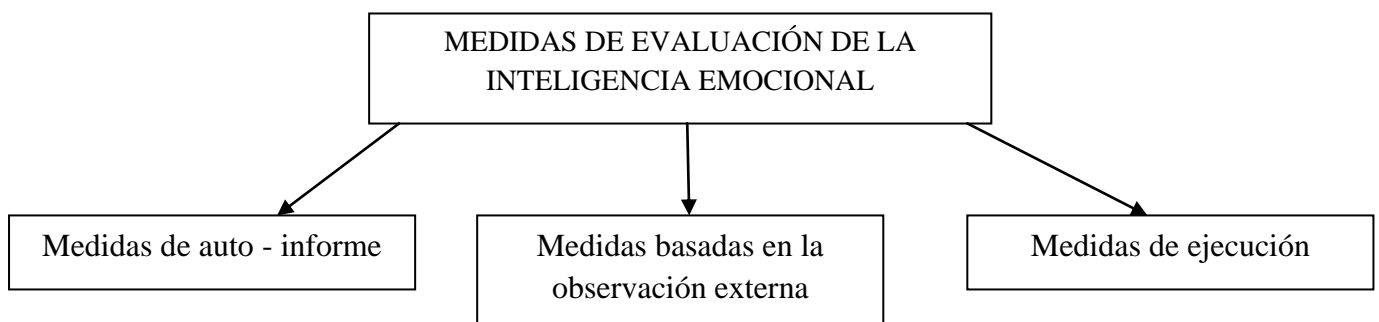 MEDIDAS DE EVALUACIÓN DE LA
INTELIGENCIA EMOCIONAL
Medidas de auto - informe
Medidas basadas en la
observación externa
Medidas de ejecución